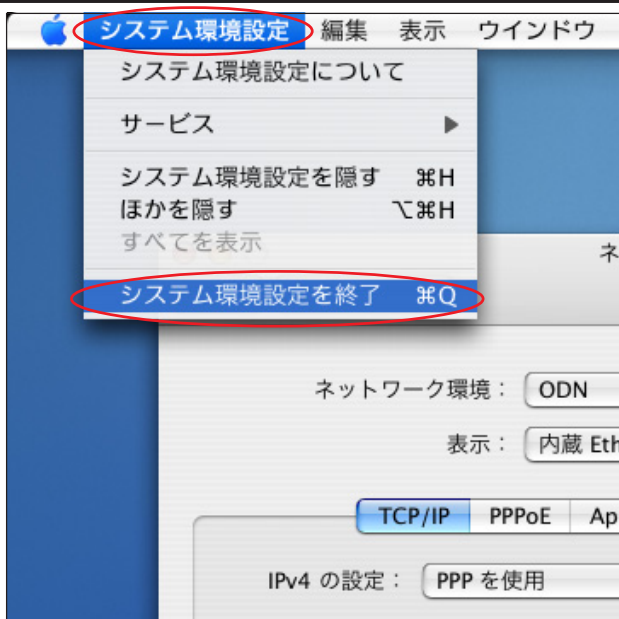 システム環境設定 編集 表示 ウインドウ
システム環境設定について
サービス ▶
システム環境設定を隠す ⌘H
ほかを隠す ⌥⌘H
すべてを表示
システム環境設定を終了 ⌘Q
ネ
ネットワーク環境： ODN
表示： 内蔵 Eth
TCP/IP PPPoE Ap
IPv4 の設定： PPP を使用